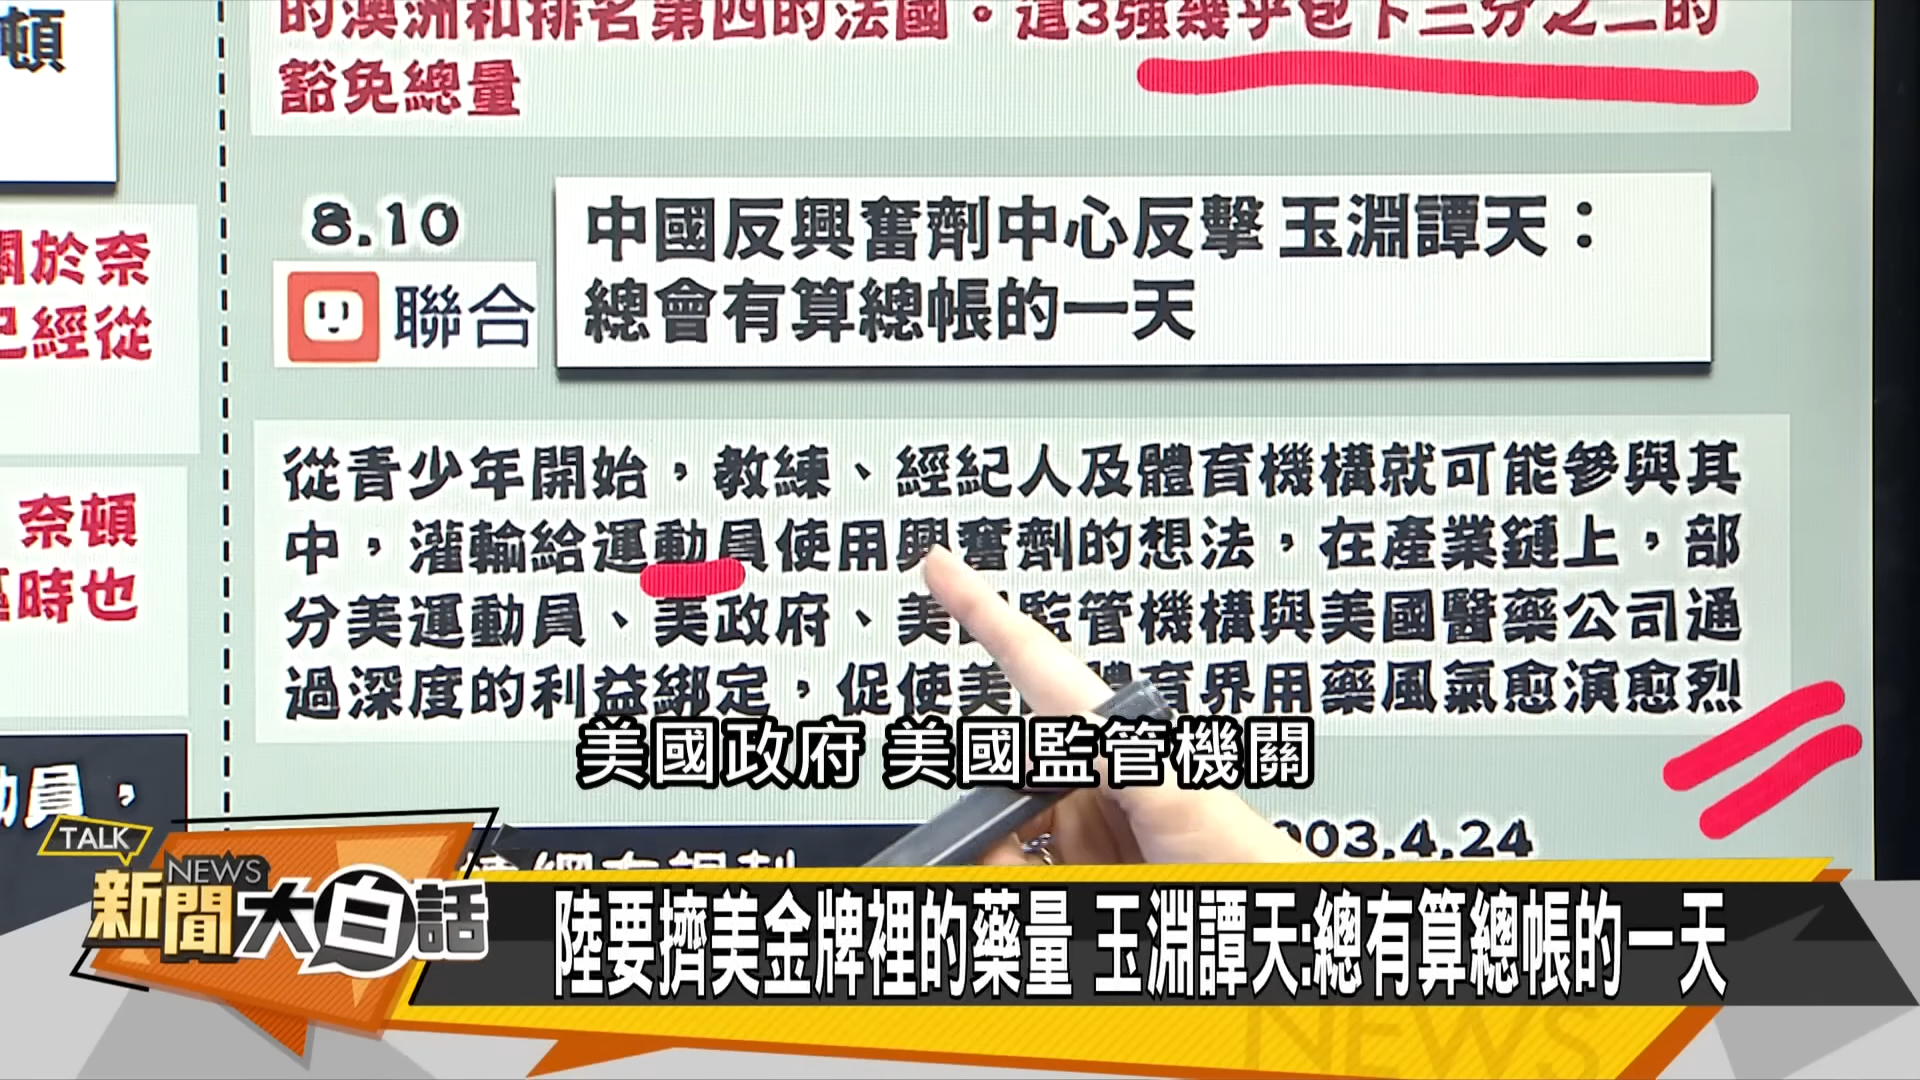 頓
的澳洲和排名第四的法國。這3強幾乎包下三分之二的
豁免總量
8.10
聯合
中國反興奮劑中心反擊 玉淵譚天：
總會有算總帳的一天
關於奈
已經從
奈頓
時也
從青少年開始，教練、經紀人及體育機構就可能參與其
中，灌輸給運動員使用興奮劑的想法，在產業鏈上，部
分美運動員、美政府、美 監管機構與美國醫藥公司通
過深度的利益綁定，促使美 體育界用藥風氣愈演愈烈
動員，
美國政府 美國監管機關
003.4.24
TALK
NEWS
新聞大白話
陸要擠美金牌裡的藥量 玉淵譚天:總有算總帳的一天
NEWS